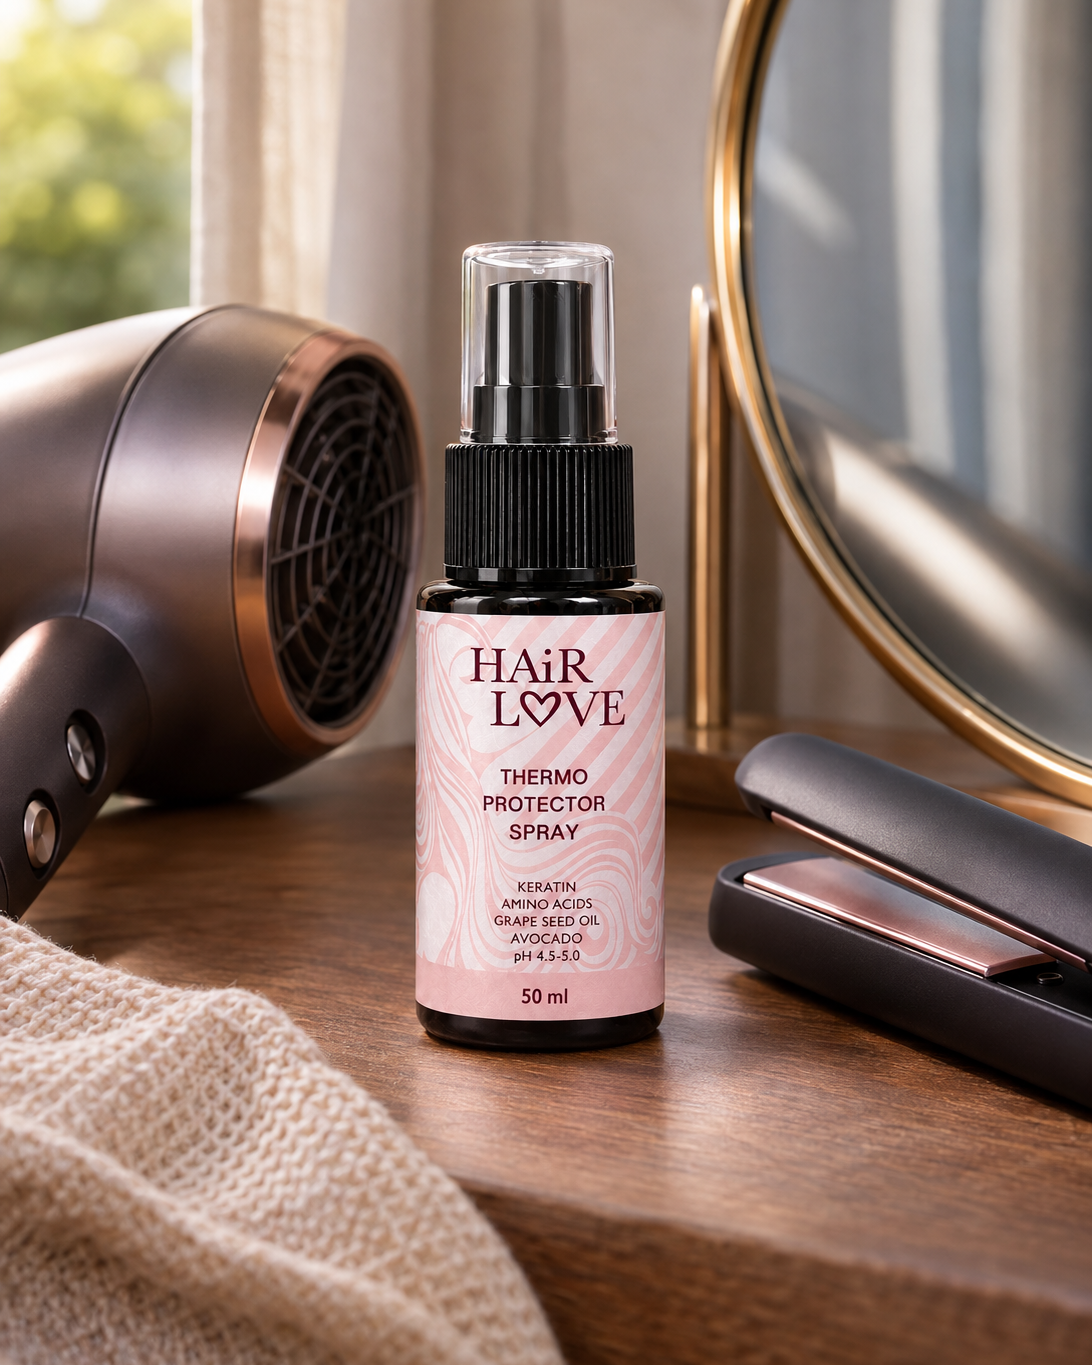 HAiR
LOVE
THERMO
PROTECTOR
SPRAY
KERATIN
AMINO ACIDS
GRAPE SEED OIL
AVOCADO
pH 4.5-5.0
50 ml